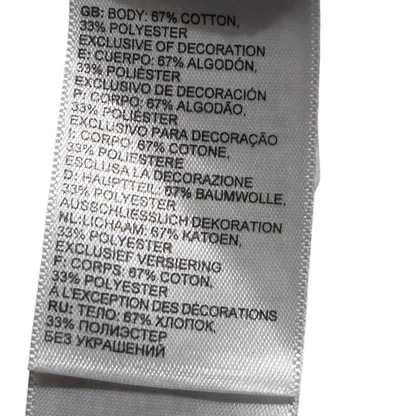 GB: BODY: 67% COTTON,
33% POLYESTER
EXCLUSIVE OF DECORATION
E: CUERPO: 67% ALGODÓN,
33% POLIÉSTER
EXCLUSIVO DE DECORACIÓN
P: CORPO: 67% ALGODÃO,
33% POLIÉSTER
EXCLUSIVO PARA DECORAÇÃO
I: CORPO: 67% COTONE,
33% POLIESTERE
ESCLUSA LA DECORAZIONE
D: HAUPTTEIL: 67% BAUMWOLLE,
33% POLYESTER
AUSSCHLIESSLICH DEKORATION
NL: LICHAAM: 67% KATOEN,
33% POLYESTER
EXCLUSIEF VERSIERING
F: CORPS: 67% COTON,
33% POLYESTER
À L'EXCEPTION DES DÉCORATIONS
RU: ТЕЛО: 67% ХЛОПОК,
33% ПОЛИЭСТЕР
БЕЗ УКРАШЕНИЙ